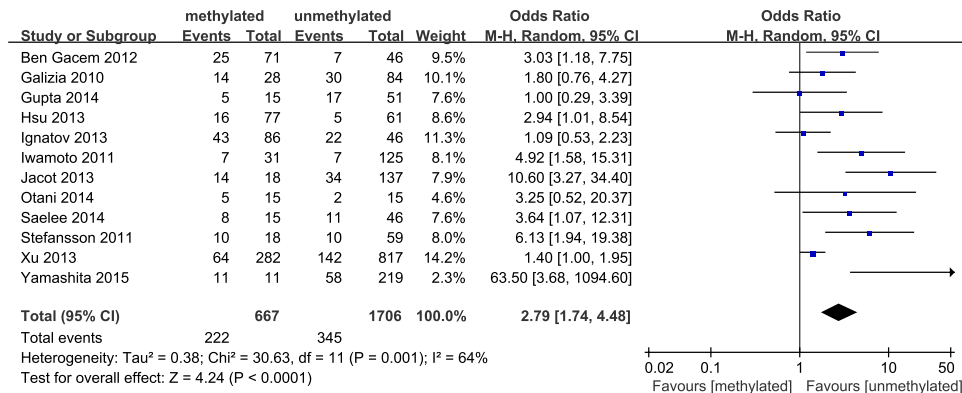 methylated unmethylated Odds Ratio Odds Ratio
Study or Subgroup Events Total Events Total Weight M-H, Random, 95% CI M-H, Random, 95% CI
Ben Gacem 2012 25 71 7 46 9.5% 3.03 [1.18, 7.75]
Galizia 2010 14 28 30 84 10.1% 1.80 [0.76, 4.27]
Gupta 2014 5 15 17 51 7.6% 1.00 [0.29, 3.39]
Hsu 2013 16 77 5 61 8.6% 2.94 [1.01, 8.54]
Ignatov 2013 43 86 22 46 11.3% 1.09 [0.53, 2.23]
Iwamoto 2011 7 31 7 125 8.1% 4.92 [1.58, 15.31]
Jacot 2013 14 18 34 137 7.9% 10.60 [3.27, 34.40]
Otani 2014 5 15 2 15 4.6% 3.25 [0.52, 20.37]
Saelee 2014 8 15 11 46 7.6% 3.64 [1.07, 12.31]
Stefansson 2011 10 18 10 59 8.0% 6.13 [1.94, 19.38]
Xu 2013 64 282 142 817 14.2% 1.40 [1.00, 1.95]
Yamashita 2015 11 11 58 219 2.3% 63.50 [3.68, 1094.60]
Total (95% CI) 667 1706 100.0% 2.79 [1.74, 4.48]
Total events 222 345
Heterogeneity: Tau² = 0.38; Chi² = 30.63, df = 11 (P = 0.001); I² = 64%
Test for overall effect: Z = 4.24 (P < 0.0001)
0.02 0.1 1 10 50
Favours [methylated] Favours [unmethylated]